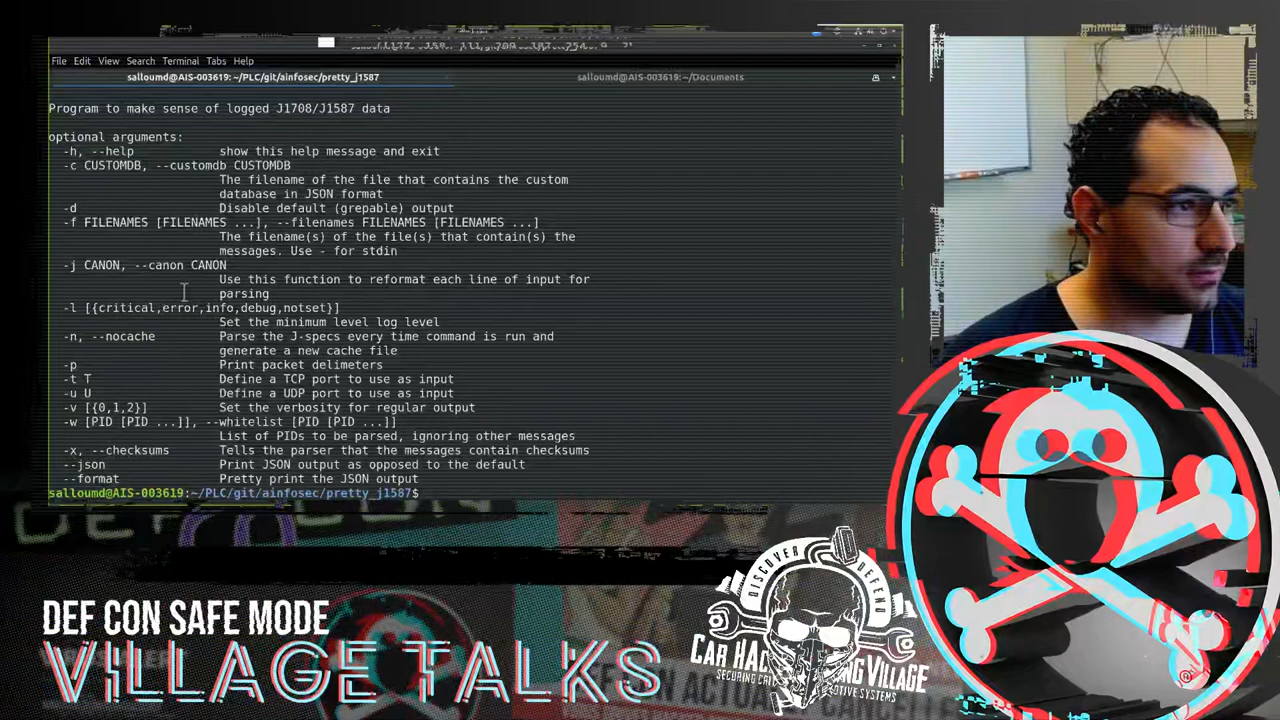 File Edit View Search Terminal Tabs Help
salloumd@AIS-003619:~/PLC/git/ainfosec/pretty_j1587
salloumd@AIS-003619:~/Documents
Program to make sense of logged J1708/J1587 data
optional arguments:
-h, --help show this help message and exit
-c CUSTOMDB, --customdb CUSTOMDB
The filename of the file that contains the custom
database in JSON format
-d Disable default (grepable) output
-f FILENAMES [FILENAMES ...], --filenames FILENAMES [FILENAMES ...]
The filename(s) of the file(s) that contain(s) the
messages. Use - for stdin
-j CANON, --canon CANON
Use this function to reformat each line of input for
parsing
-l [{critical,error,info,debug,notset}]
Set the minimum level log level
-n, --nocache Parse the J-specs every time command is run and
generate a new cache file
-p Print packet delimeters
-t T Define a TCP port to use as input
-u U Define a UDP port to use as input
-v [{0,1,2}] Set the verbosity for regular output
-w [PID [PID ...]], --whitelist [PID [PID ...]]
List of PIDs to be parsed, ignoring other messages
-x, --checksums Tells the parser that the messages contain checksums
--json Print JSON output as opposed to the default
--format Pretty print the JSON output
salloumd@AIS-003619:~/PLC/git/ainfosec/pretty_j1587$
DEF CON
DEF CON SAFE MODE
VILLAGE TALKS
DISCOVER
DEFEND
CAR HACKING VILLAGE